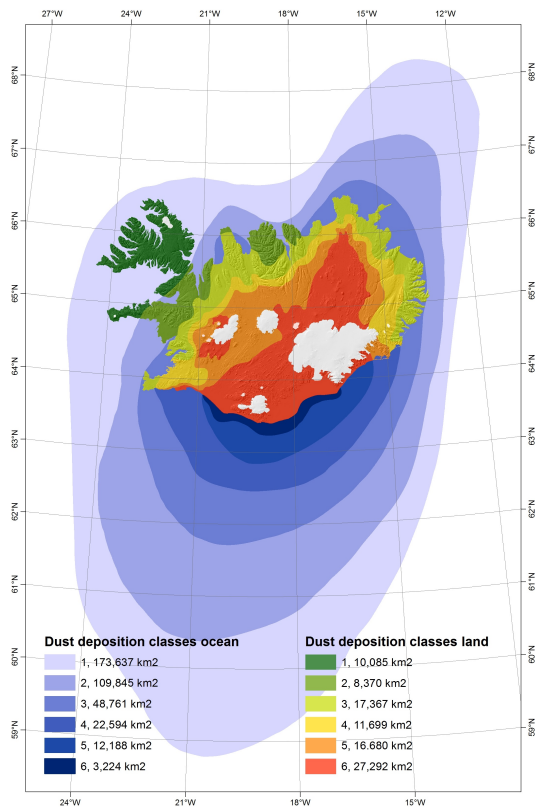 27°W 24°W 21°W 18°W 15°W 12°W
68°N 68°N
67°N 67°N
66°N 66°N
65°N 65°N
64°N 64°N
63°N 63°N
62°N 62°N
61°N 61°N
60°N 60°N
59°N 59°N
Dust deposition classes ocean
1, 173,637 km2
2, 109,845 km2
3, 48,761 km2
4, 22,594 km2
5, 12,188 km2
6, 3,224 km2
Dust deposition classes land
1, 10,085 km2
2, 8,370 km2
3, 17,367 km2
4, 11,699 km2
5, 16.680 km2
6, 27,292 km2
24°W 21°W 18°W 15°W